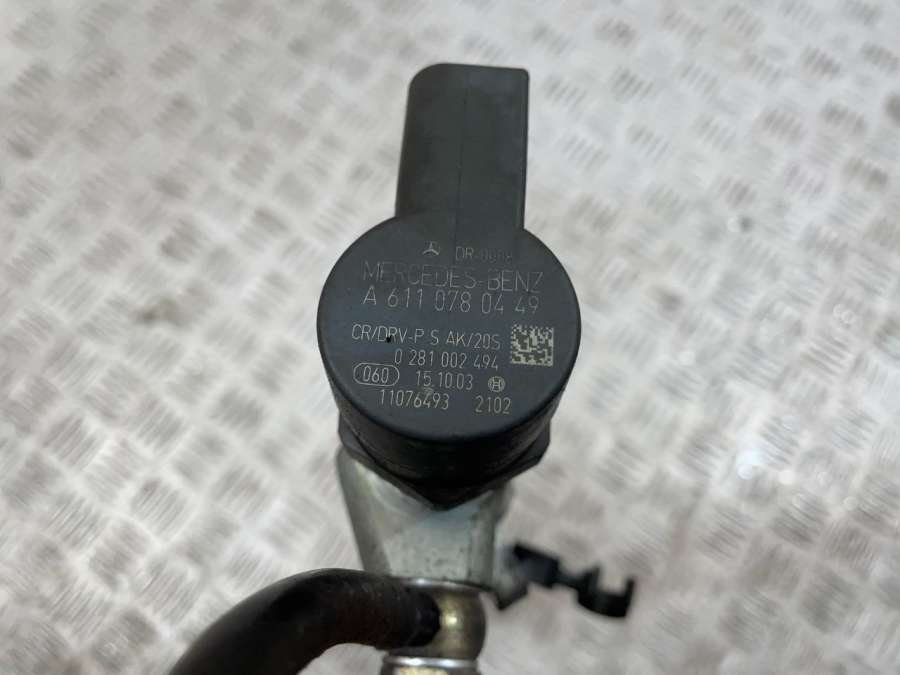 MERCEDES-BENZ
A 611 078 04 49
CR/DRV-P S AK/20S
0 281 002 494
060 15.10.03
11076493 2102